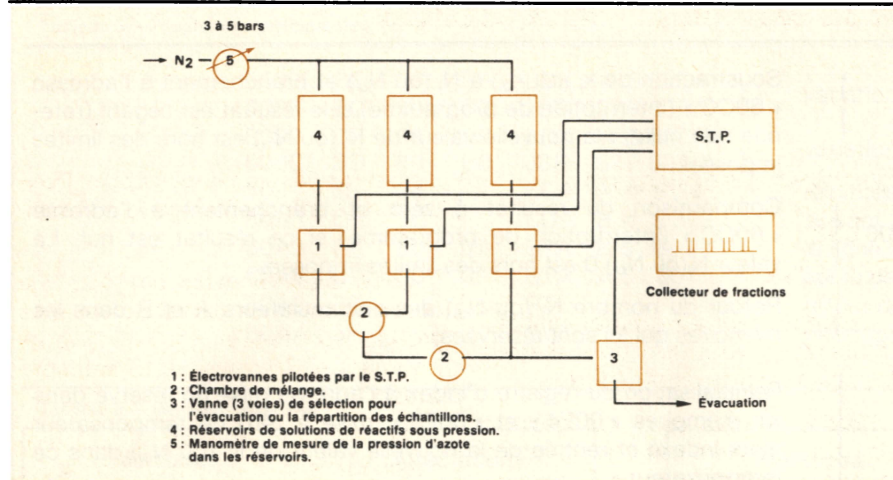 3 à 5 bars
N2
5
4
4
4
S.T.P.
1
1
1
2
2
3
Collecteur de fractions
Évacuation
1 : Électrovannes pilotées par le S.T.P.
2 : Chambre de mélange.
3 : Vanne (3 voies) de sélection pour
l'évacuation ou la répartition des échantillons.
4 : Réservoirs de solutions de réactifs sous pression.
5 : Manomètre de mesure de la pression d'azote
dans les réservoirs.